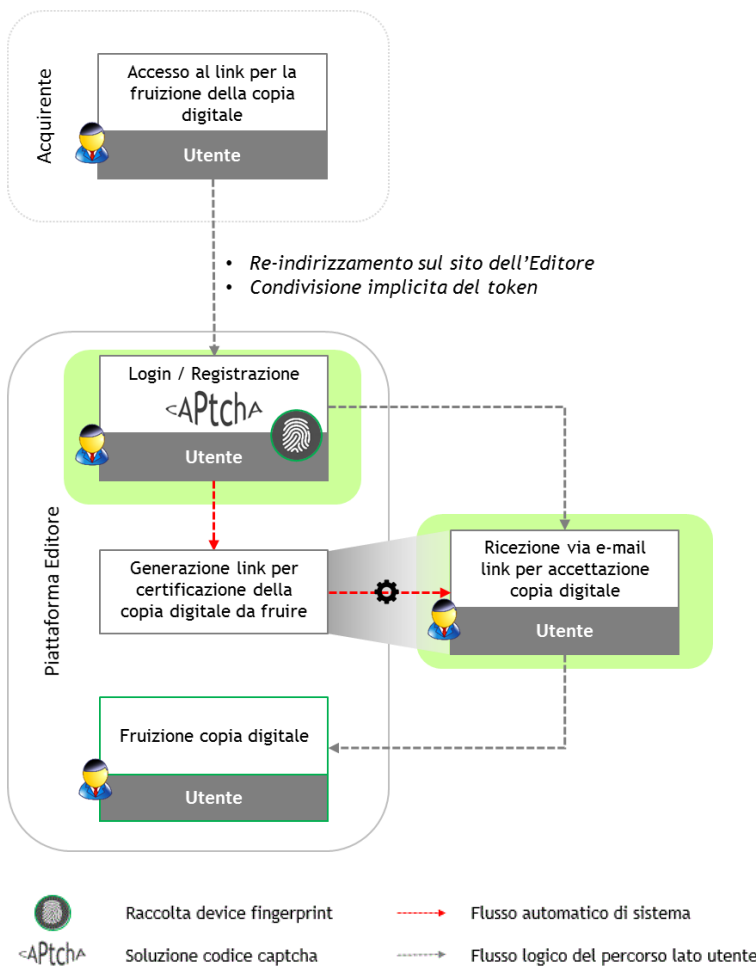 Acquirente
Accesso al link per la
fruizione della copia
digitale
Utente
• Re-indirizzamento sul sito dell’Editore
• Condivisione implicita del token
Piattaforma Editore
Login / Registrazione
cAPtchA
Utente
Generazione link per
certificazione della
copia digitale da fruire
Ricezione via e-mail
link per accettazione
copia digitale
Utente
Fruizione copia digitale
Utente
Raccolta device fingerprint
Flusso automatico di sistema
cAPtchA
Soluzione codice captcha
Flusso logico del percorso lato utente